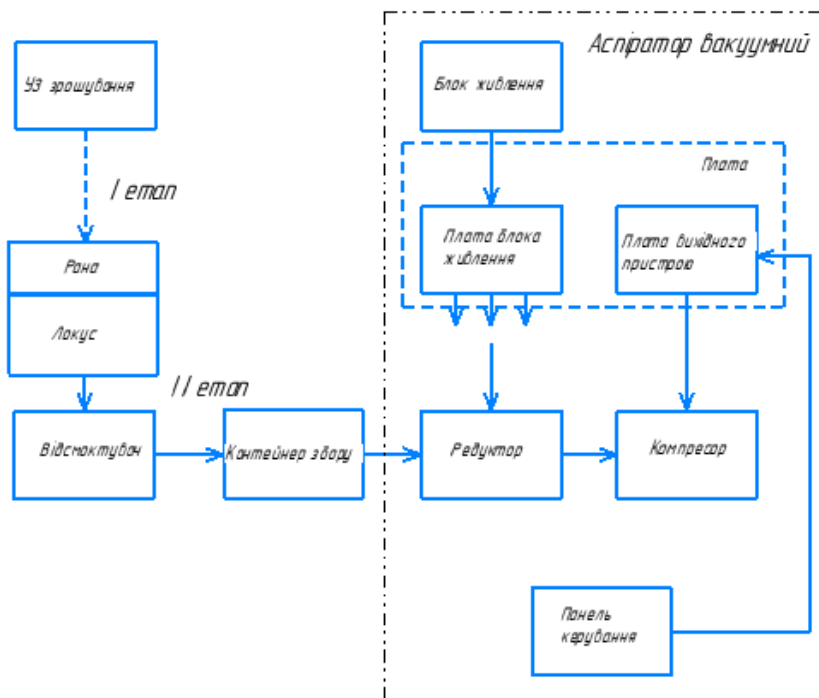 Аспіратор вакуумний
УЗ зрошування
Блок живлення
Плата
І етап
Плата блока
живлення
Плата вихідного
пристрою
Рана
Локус
ІІ етап
Відсмоктувач
Контейнер збору
Редуктор
Компресор
Панель
керування